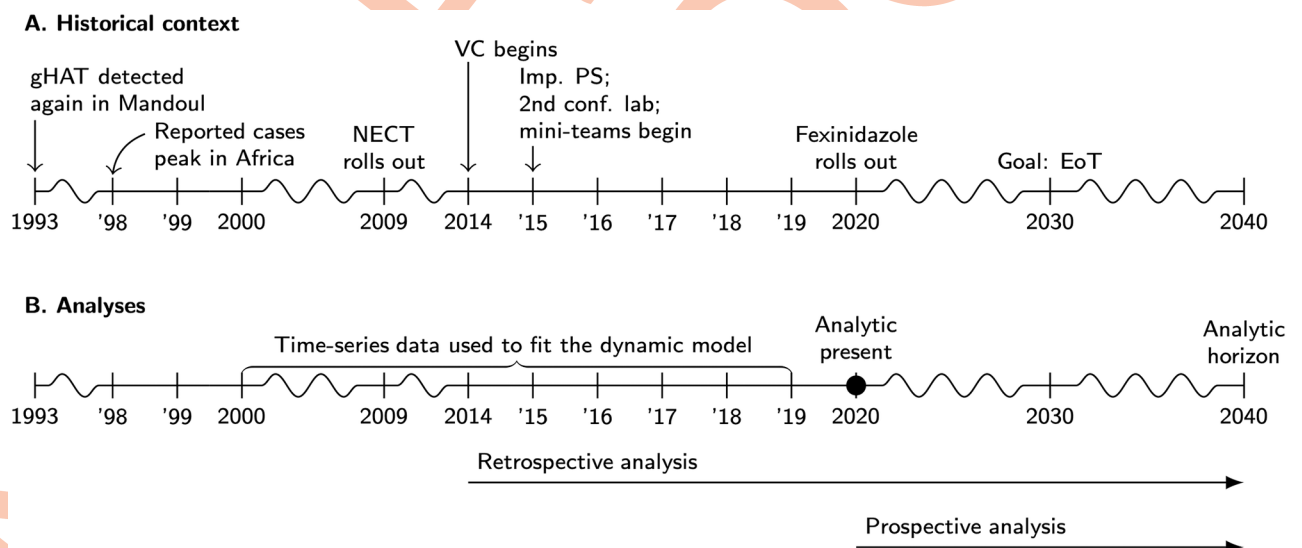 A. Historical context
VC begins
gHAT detected
again in Mandoul
Imp. PS;
2nd conf. lab;
mini-teams begin
Reported cases
peak in Africa
NECT
rolls out
Fexinidazole
rolls out
Goal: EoT
1993 '98 '99 2000 2009 2014 '15 '16 '17 '18 '19 2020 2030 2040
B. Analyses
Time-series data used to fit the dynamic model
Analytic
present
Analytic
horizon
1993 '98 '99 2000 2009 2014 '15 '16 '17 '18 '19 2020 2030 2040
Retrospective analysis
Prospective analysis